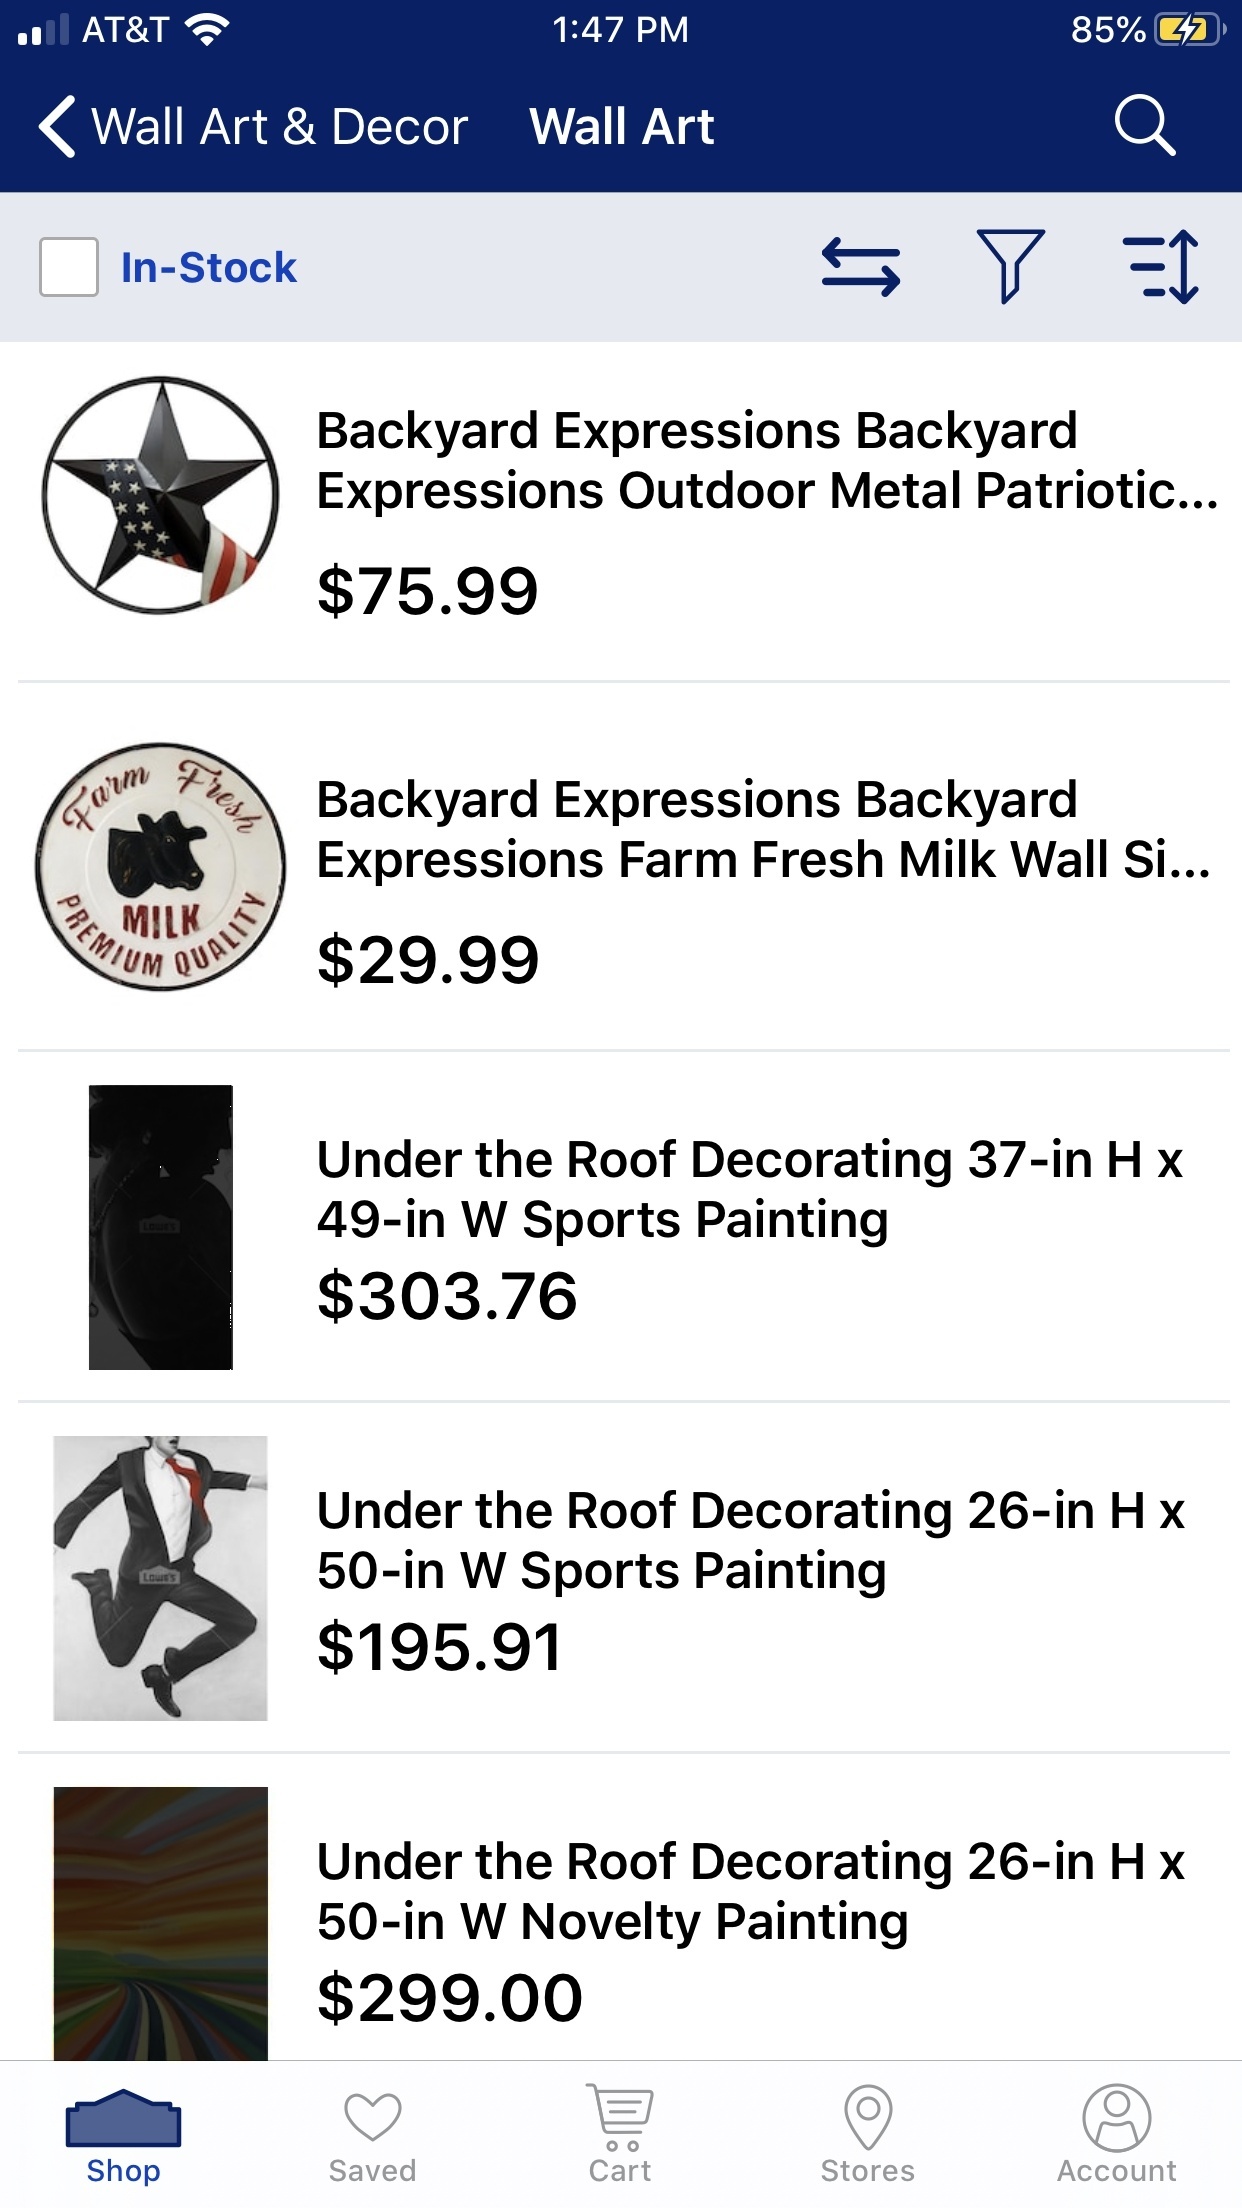 AT&T
1:47 PM
85%
Wall Art & Decor
Wall Art
In-Stock
Backyard Expressions Backyard
Expressions Outdoor Metal Patriotic...
$75.99
Farm Fresh
MILK
PREMIUM QUALITY
Backyard Expressions Backyard
Expressions Farm Fresh Milk Wall Si...
$29.99
LOWE'S
Under the Roof Decorating 37-in H x
49-in W Sports Painting
$303.76
LOWE'S
Under the Roof Decorating 26-in H x
50-in W Sports Painting
$195.91
Under the Roof Decorating 26-in H x
50-in W Novelty Painting
$299.00
Shop
Saved
Cart
Stores
Account